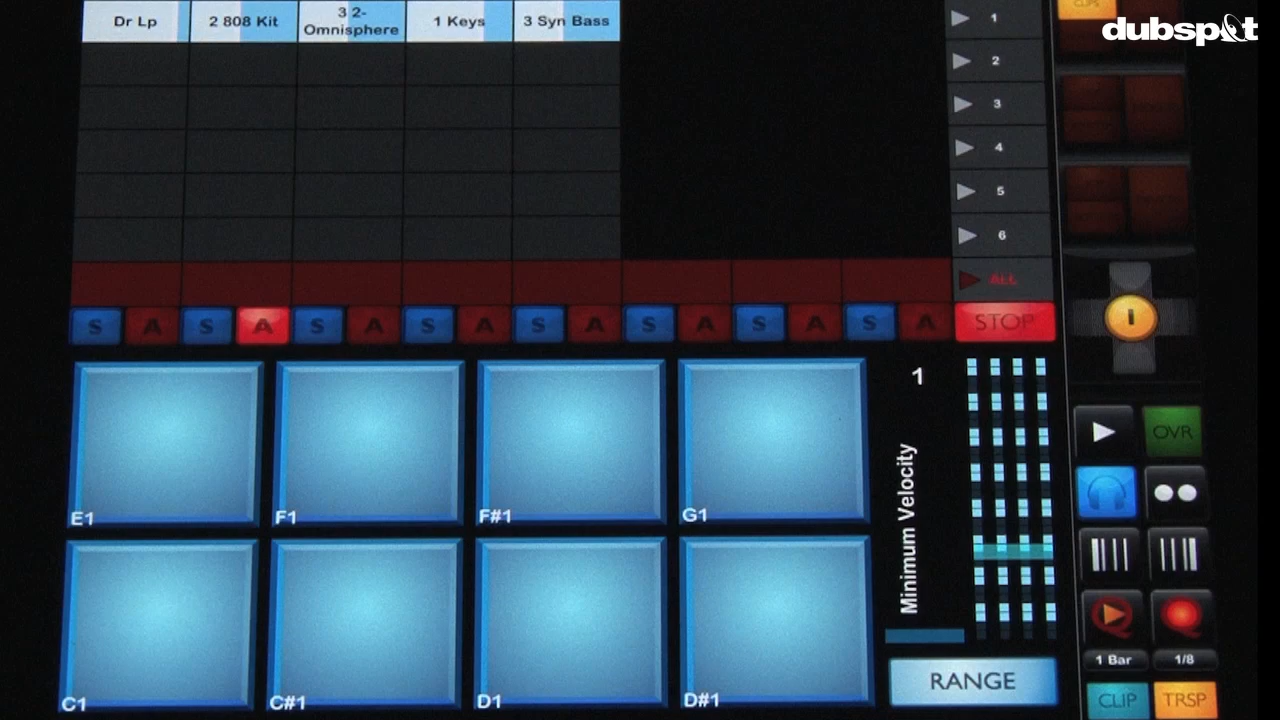 dubspot
CLIPS
Dr Lp
2 808 Kit
3 2-
Omnisphere
1 Keys
3 Syn Bass
1
2
3
4
5
6
ALL
S A S A S A S A S A S A S A S A
STOP
1
Minimum Velocity
E1
F1
F#1
G1
C1
C#1
D1
D#1
RANGE
OVR
1 Bar
1/8
CLIP
TRSP